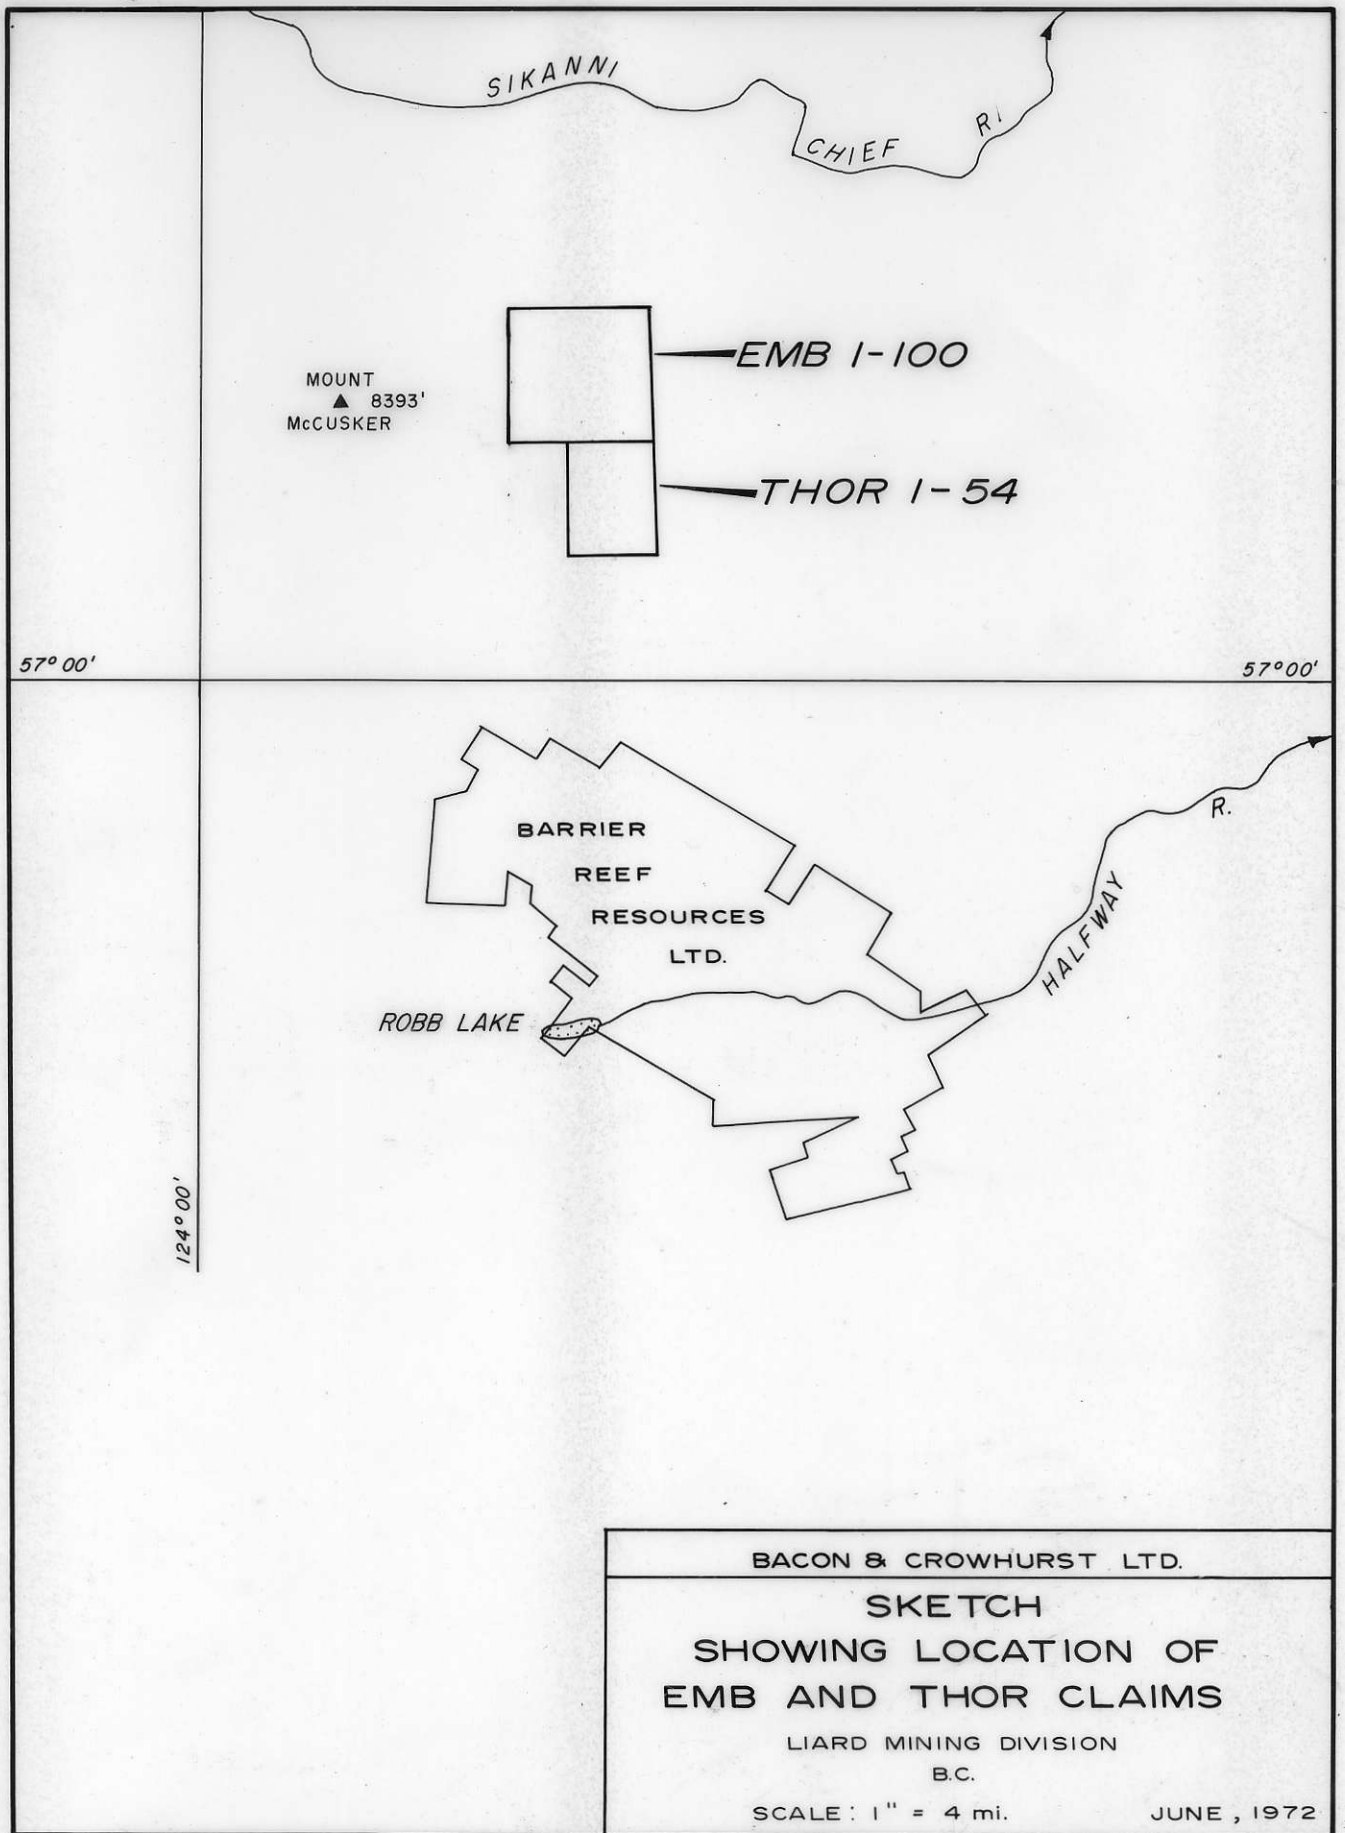 SIKANNI CHIEF R.
EMB 1-100
MOUNT
8393'
McCUSKER
THOR 1-54
57°00'
57°00'
BARRIER
REEF
RESOURCES
LTD.
HALFWAY R.
ROBB LAKE
124°00'
BACON & CROWHURST LTD.
SKETCH
SHOWING LOCATION OF
EMB AND THOR CLAIMS
LIARD MINING DIVISION
B.C.
SCALE: 1" = 4 mi. JUNE, 1972